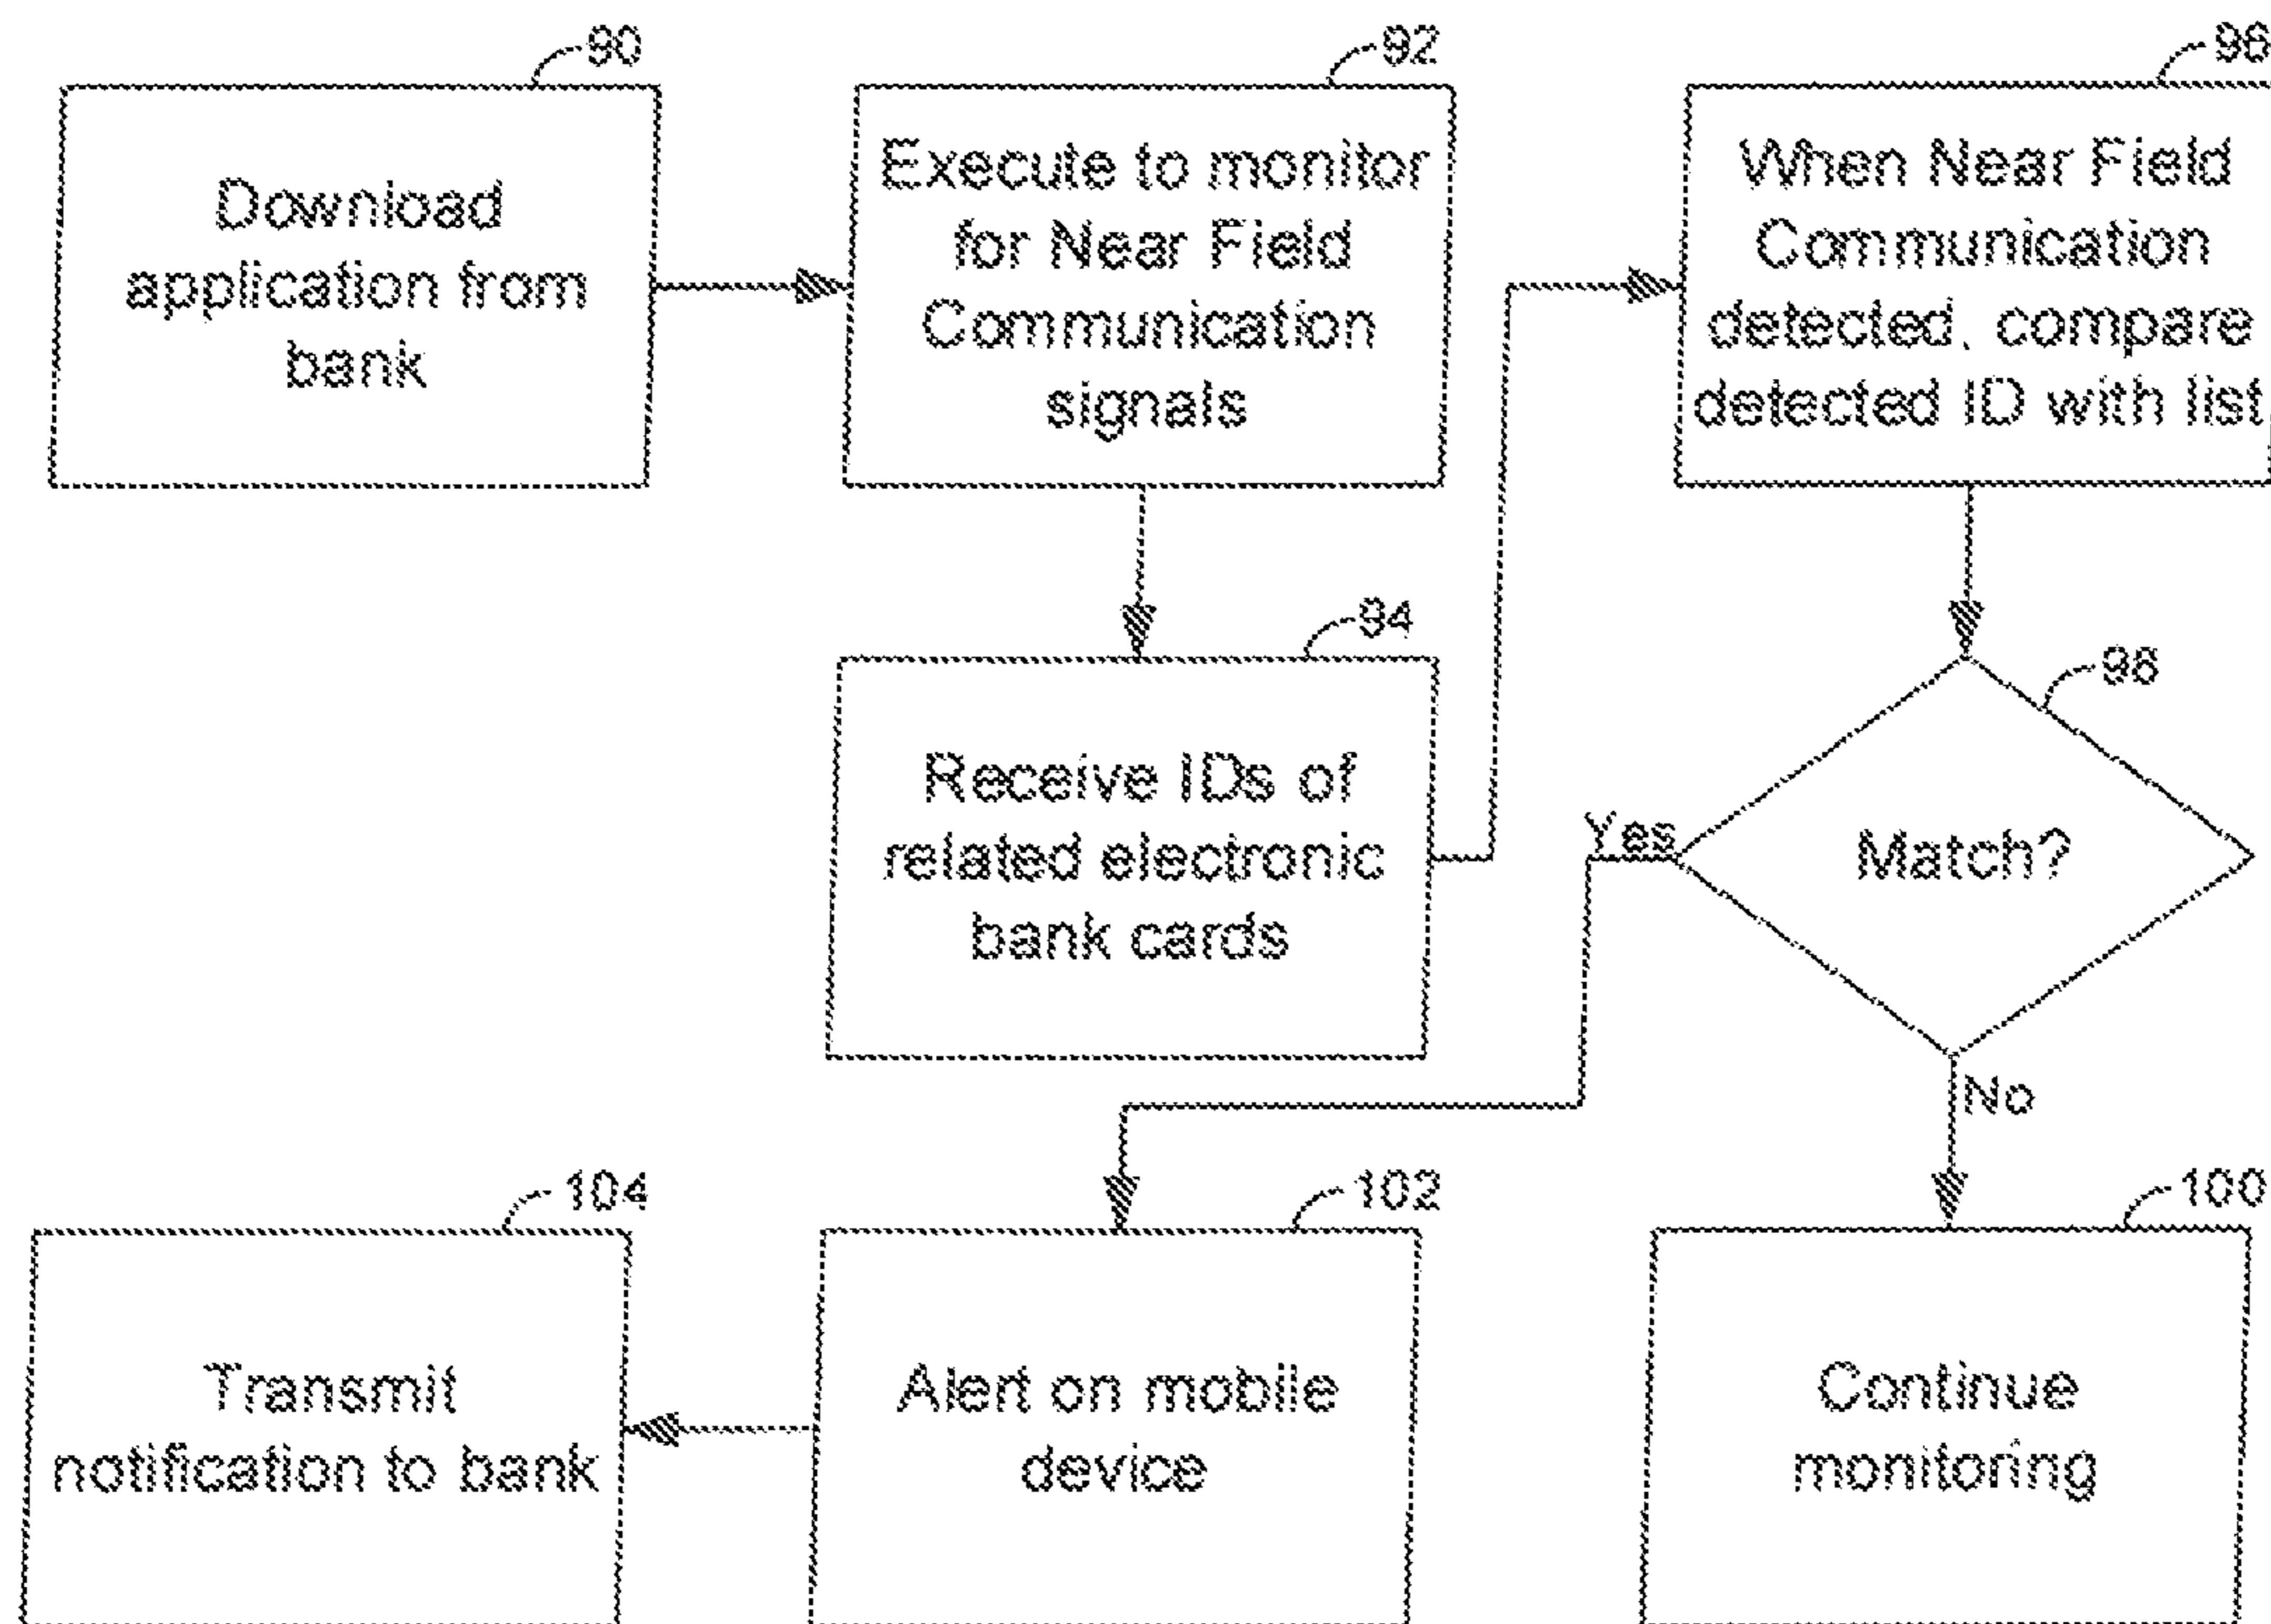 90
Download
application from
bank
92
Execute to monitor
for Near Field
Communication
signals
94
Receive IDs of
related electronic
bank cards
96
When Near Field
Communication
detected, compare
detected ID with list
98
Match?
Yes
No
100
Continue
monitoring
102
Alert on mobile
device
104
Transmit
notification to bank